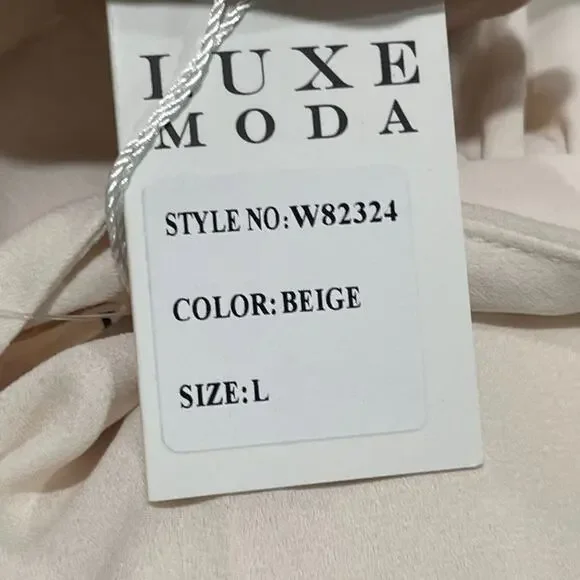 LUXE
MODA
STYLE NO:W82324
COLOR:BEIGE
SIZE:L